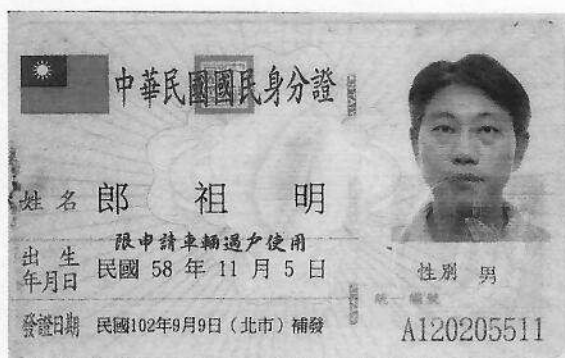 中華民國國民身分證
姓名 郎祖明
限申請車輛過戶使用
出生年月日 民國 58 年 11 月 5 日
性別 男
統一編號
發證日期 民國102年9月9日（北市）補發
A120205511